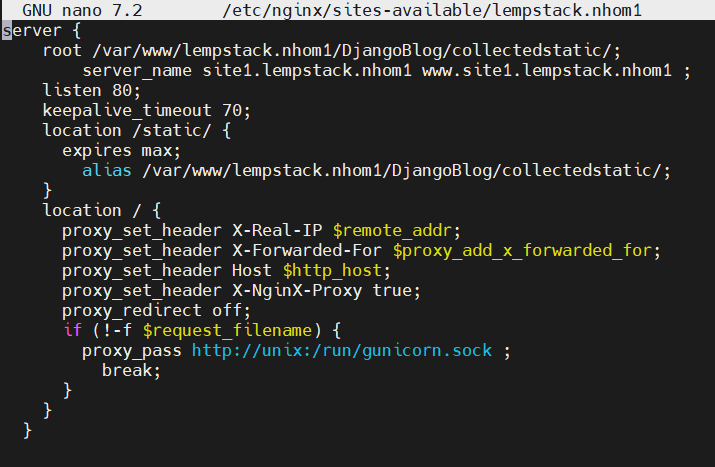 GNU nano 7.2 /etc/nginx/sites-available/lempstack.nhom1
server {
root /var/www/lempstack.nhom1/DjangoBlog/collectedstatic/;
server_name site1.lempstack.nhom1 www.site1.lempstack.nhom1 ;
listen 80;
keepalive_timeout 70;
location /static/ {
expires max;
alias /var/www/lempstack.nhom1/DjangoBlog/collectedstatic/;
}
location / {
proxy_set_header X-Real-IP $remote_addr;
proxy_set_header X-Forwarded-For $proxy_add_x_forwarded_for;
proxy_set_header Host $http_host;
proxy_set_header X-NginX-Proxy true;
proxy_redirect off;
if (!-f $request_filename) {
proxy_pass http://unix:/run/gunicorn.sock ;
break;
}
}
}